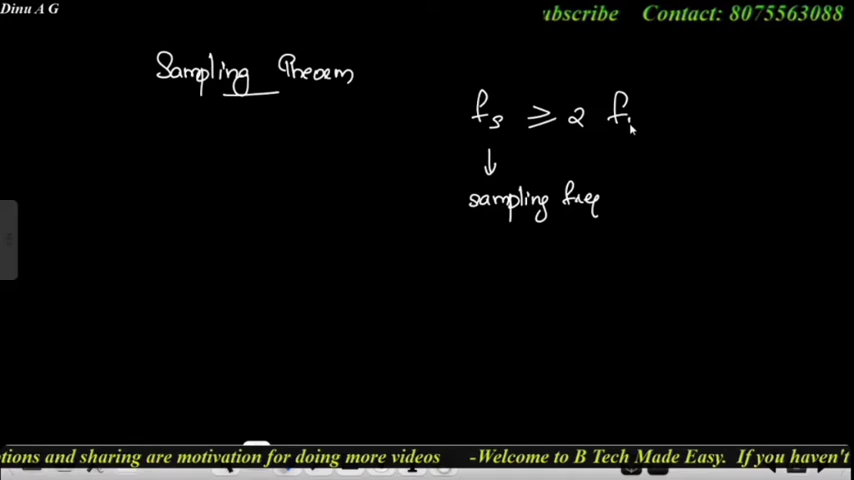 Dinu A G
ubscribe Contact: 8075563088
Sampling Theorem
fs ≥ 2 f
↓
sampling freq
tions and sharing are motivation for doing more videos -Welcome to B Tech Made Easy. If you haven't